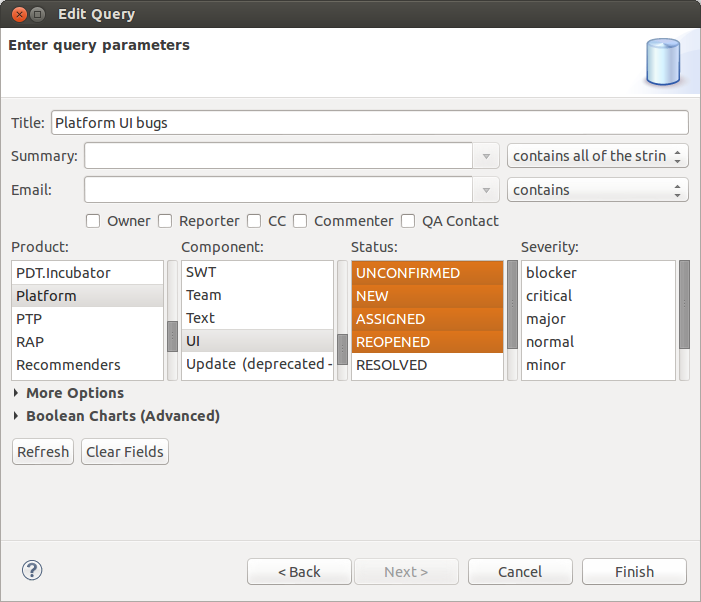 Edit Query
Enter query parameters
Title: Platform UI bugs
Summary: contains all of the strin
Email: contains
Owner Reporter CC Commenter QA Contact
Product: Component: Status: Severity:
PDT.Incubator SWT UNCONFIRMED blocker
Platform Team NEW critical
PTP Text ASSIGNED major
RAP UI REOPENED normal
Recommenders Update (deprecated - RESOLVED minor
More Options
Boolean Charts (Advanced)
Refresh Clear Fields
? < Back Next > Cancel Finish